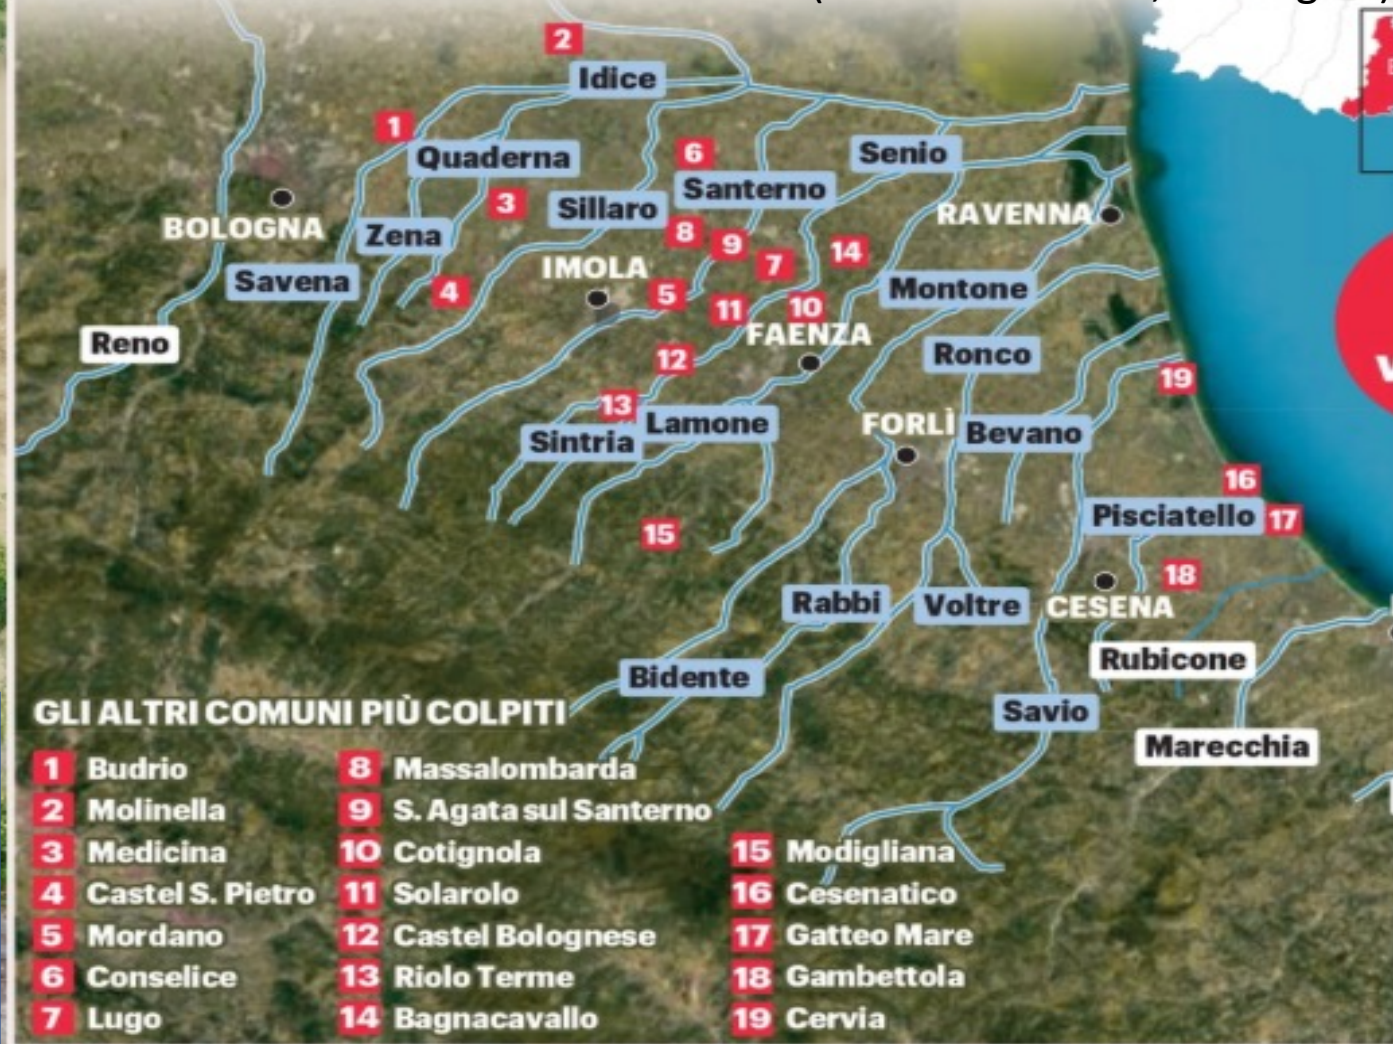 2
Idice
1
Quaderna
6
Senio
Santerno
3
Sillaro
RAVENNA
BOLOGNA
Zena
8
9
14
IMOLA
7
Savena
4
5
Montone
11
10
FAENZA
Reno
Ronco
12
19
13
Lamone
FORLÌ
Bevano
Sintria
16
Pisciatello
17
15
18
Rabbi
Voltre
CESENA
Rubicone
Bidente
Savio
Marecchia
GLI ALTRI COMUNI PIÙ COLPITI
1 Budrio
2 Molinella
3 Medicina
4 Castel S. Pietro
5 Mordano
6 Conselice
7 Lugo
8 Massalombarda
9 S. Agata sul Santerno
10 Cotignola
11 Solarolo
12 Castel Bolognese
13 Riolo Terme
14 Bagnacavallo
15 Modigliana
16 Cesenatico
17 Gatteo Mare
18 Gambettola
19 Cervia